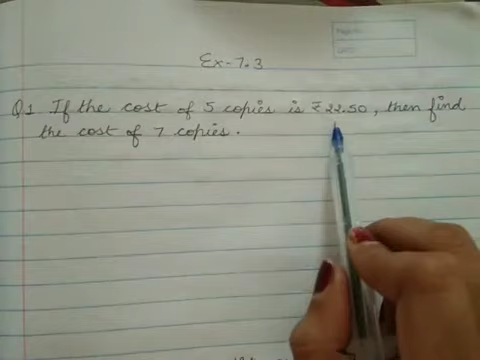 Ex-7.3
Q1 If the cost of 5 copies is ₹22.50, then find
the cost of 7 copies.